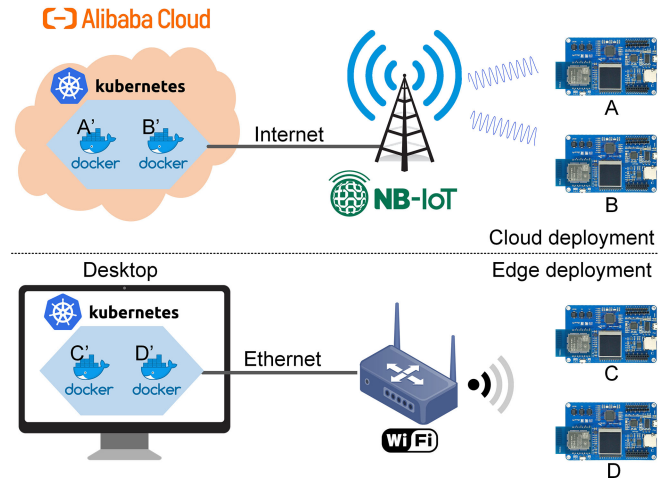 Alibaba Cloud
kubernetes
A’ B’
docker docker
Internet
NB-IoT
A
B
Cloud deployment
Desktop
Edge deployment
kubernetes
C’ D’
docker docker
Ethernet
WiFi
C
D